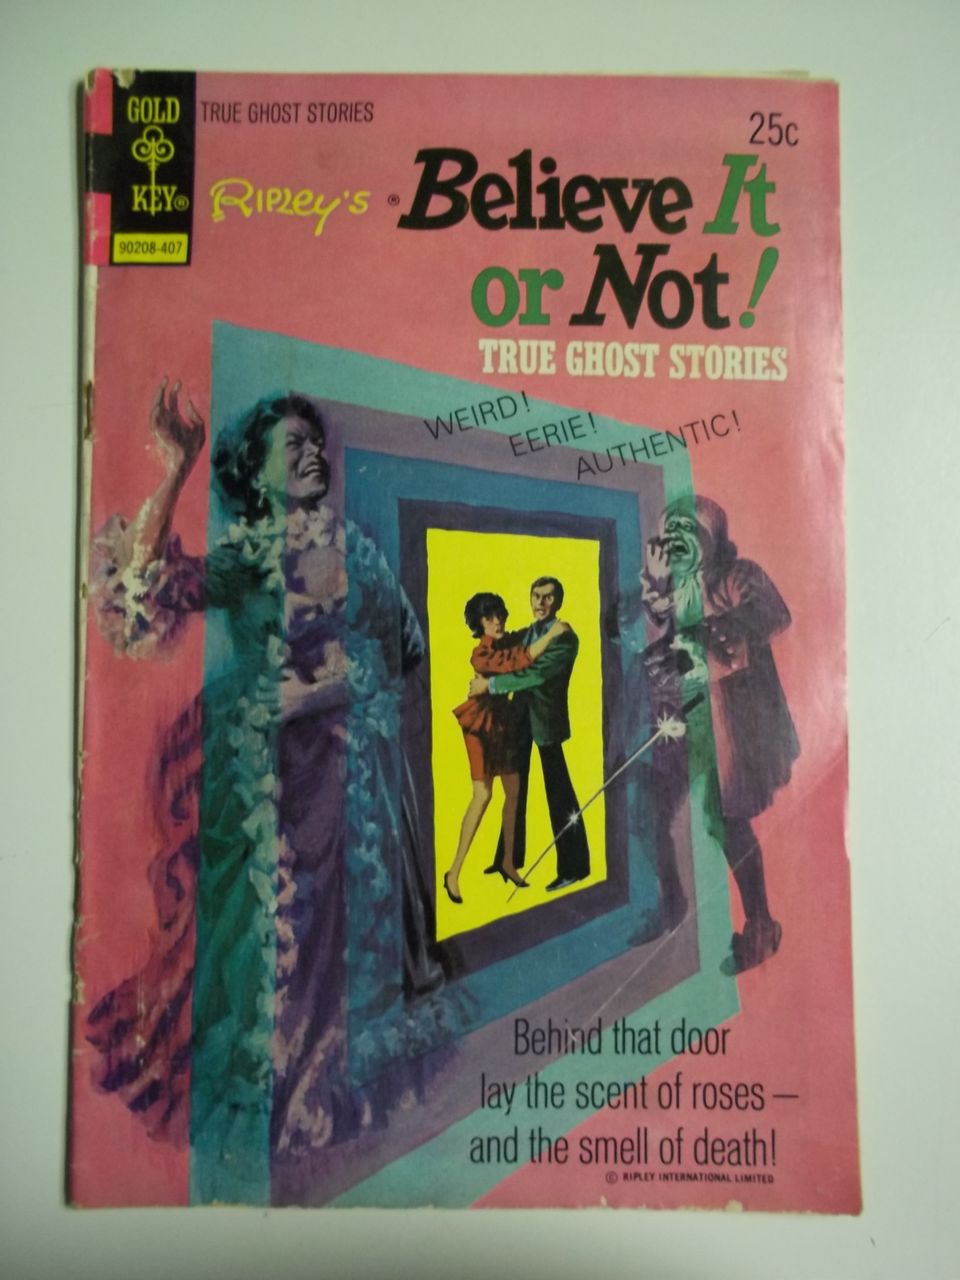 GOLD
KEY®
90208-407
TRUE GHOST STORIES
25c
RIPLEY'S ® Believe It
or Not!
TRUE GHOST STORIES
WEIRD!
EERIE!
AUTHENTIC!
Behind that door
lay the scent of roses —
and the smell of death!
© RIPLEY INTERNATIONAL LIMITED